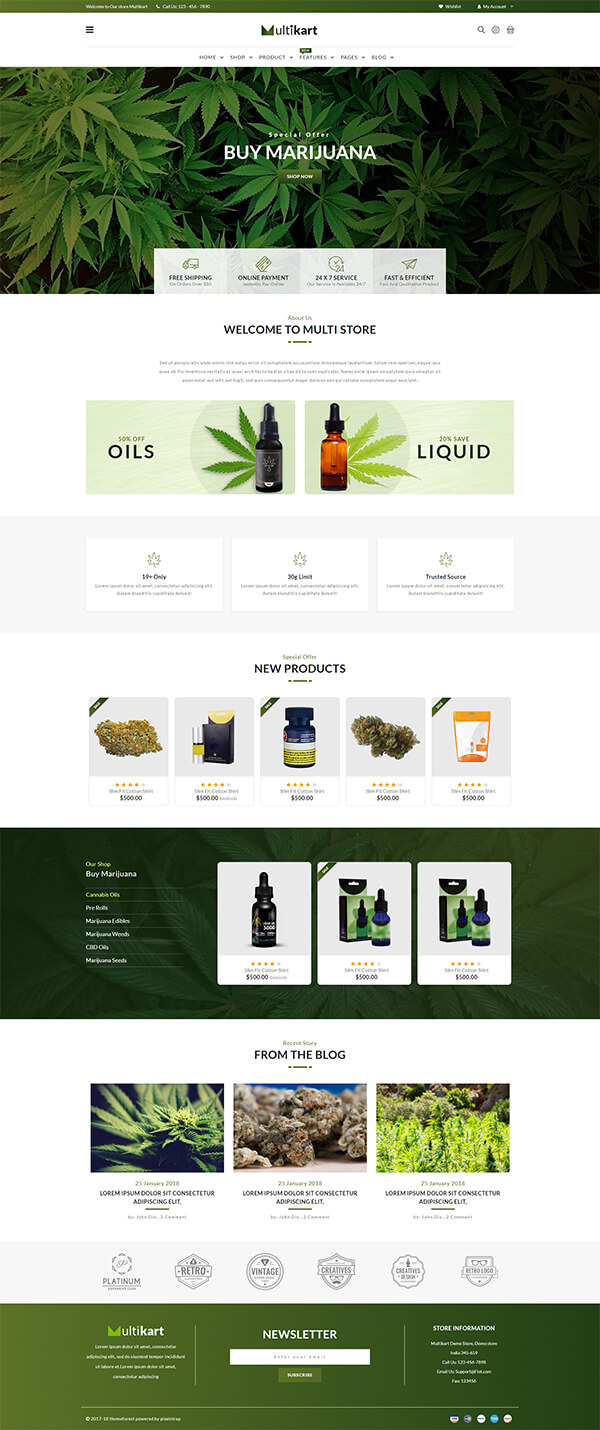 Welcome to Our store Multikart Call Us: 123 - 456 - 7890 Wishlist My Account
Multikart
NEW
HOME SHOP PRODUCT FEATURES PAGES BLOG
Special Offer
BUY MARIJUANA
SHOP NOW
FREE SHIPPING ONLINE PAYMENT 24 X 7 SERVICE FAST & EFFICIENT
On Orders Over $50 Instantly Pay Online Our Service Is Available 24/7 Fast And Qualitative Product
About Us
WELCOME TO MULTI STORE
Sed ut perspiciatis unde omnis iste natus error sit voluptatem accusantium doloremque laudantium, totam rem aperiam, eaque ipsa
quae ab illo inventore veritatis et quasi architecto beatae vitae dicta sunt explicabo. Nemo enim ipsam voluptatem quia voluptas sit
aspernatur aut odit aut fugit, sed quia consequuntur magni dolores eos qui ratione voluptatem sequi nesciunt.
50% OFF
OILS
20% SAVE
LIQUID
19+ Only 30g Limit Trusted Source
Lorem ipsum dolor sit amet, consectetur adipisicing elit. Lorem ipsum dolor sit amet, consectetur adipisicing elit. Lorem ipsum dolor sit amet, consectetur adipisicing elit.
Autem blanditiis cupiditate deleniti Autem blanditiis cupiditate deleniti Autem blanditiis cupiditate deleniti
Special Offer
NEW PRODUCTS
Slim Fit Cotton Shirt Slim Fit Cotton Shirt Slim Fit Cotton Shirt Slim Fit Cotton Shirt Slim Fit Cotton Shirt
$500.00 $500.00 $600.00 $500.00 $500.00 $500.00
Our Shop
Buy Marijuana
Cannabis Oils
Pre Rolls
Marijuana Edibles
Marijuana Weeds
CBD Oils
Marijuana Seeds
3000
Slim Fit Cotton Shirt Slim Fit Cotton Shirt Slim Fit Cotton Shirt
$500.00 $600.00 $500.00 $500.00
Recent Story
FROM THE BLOG
25 January 2018 25 January 2018 25 January 2018
LOREM IPSUM DOLOR SIT CONSECTETUR LOREM IPSUM DOLOR SIT CONSECTETUR LOREM IPSUM DOLOR SIT CONSECTETUR
ADIPISCING ELIT, ADIPISCING ELIT, ADIPISCING ELIT,
by: John Dio , 2 Comment by: John Dio , 2 Comment by: John Dio , 2 Comment
PLATINUM RETRO VINTAGE CREATIVES CREATIVES DESIGN RETRO LOGO
Multikart
Lorem ipsum dolor sit amet, consectetur
adipiscing elit, sed do eiusmod tempor incididunt
ut labore ut.Lorem ipsum dolor sit amet,
consectetur adipiscing
NEWSLETTER
Enter your email
SUBSCRIBE
STORE INFORMATION
Multikart Demo Store, Demo store
India 345-659
Call Us: 123-456-7898
Email Us: Support@Fiot.com
Fax: 123456
© 2017-18 themeforest powered by pixelstrap